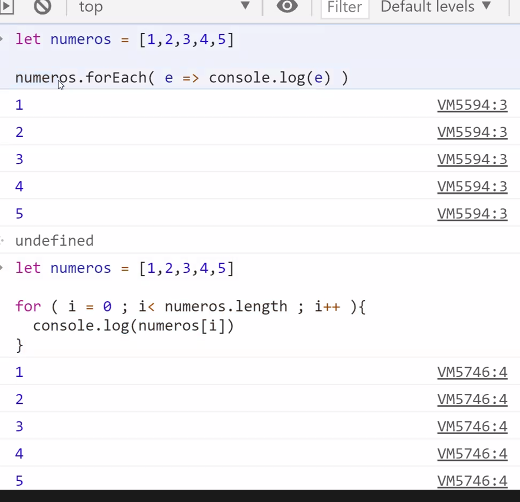 top
Filter
Default levels
let numeros = [1,2,3,4,5]
numeros.forEach( e => console.log(e) )
1 VM5594:3
2 VM5594:3
3 VM5594:3
4 VM5594:3
5 VM5594:3
undefined
let numeros = [1,2,3,4,5]
for ( i = 0 ; i< numeros.length ; i++ ){
console.log(numeros[i])
}
1 VM5746:4
2 VM5746:4
3 VM5746:4
4 VM5746:4
5 VM5746:4